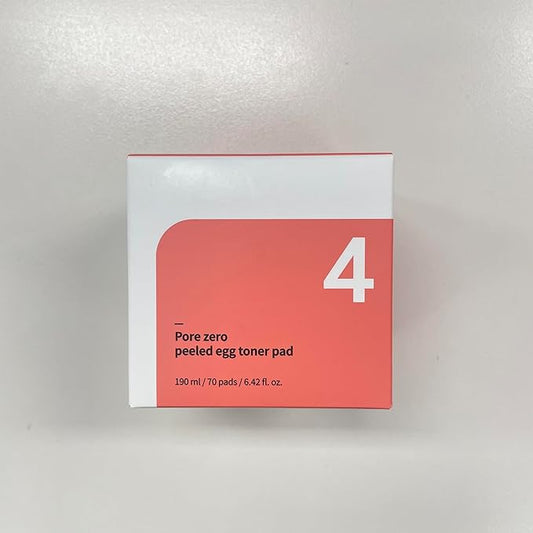 4
Pore zero
peeled egg toner pad
190 ml / 70 pads / 6.42 fl. oz.